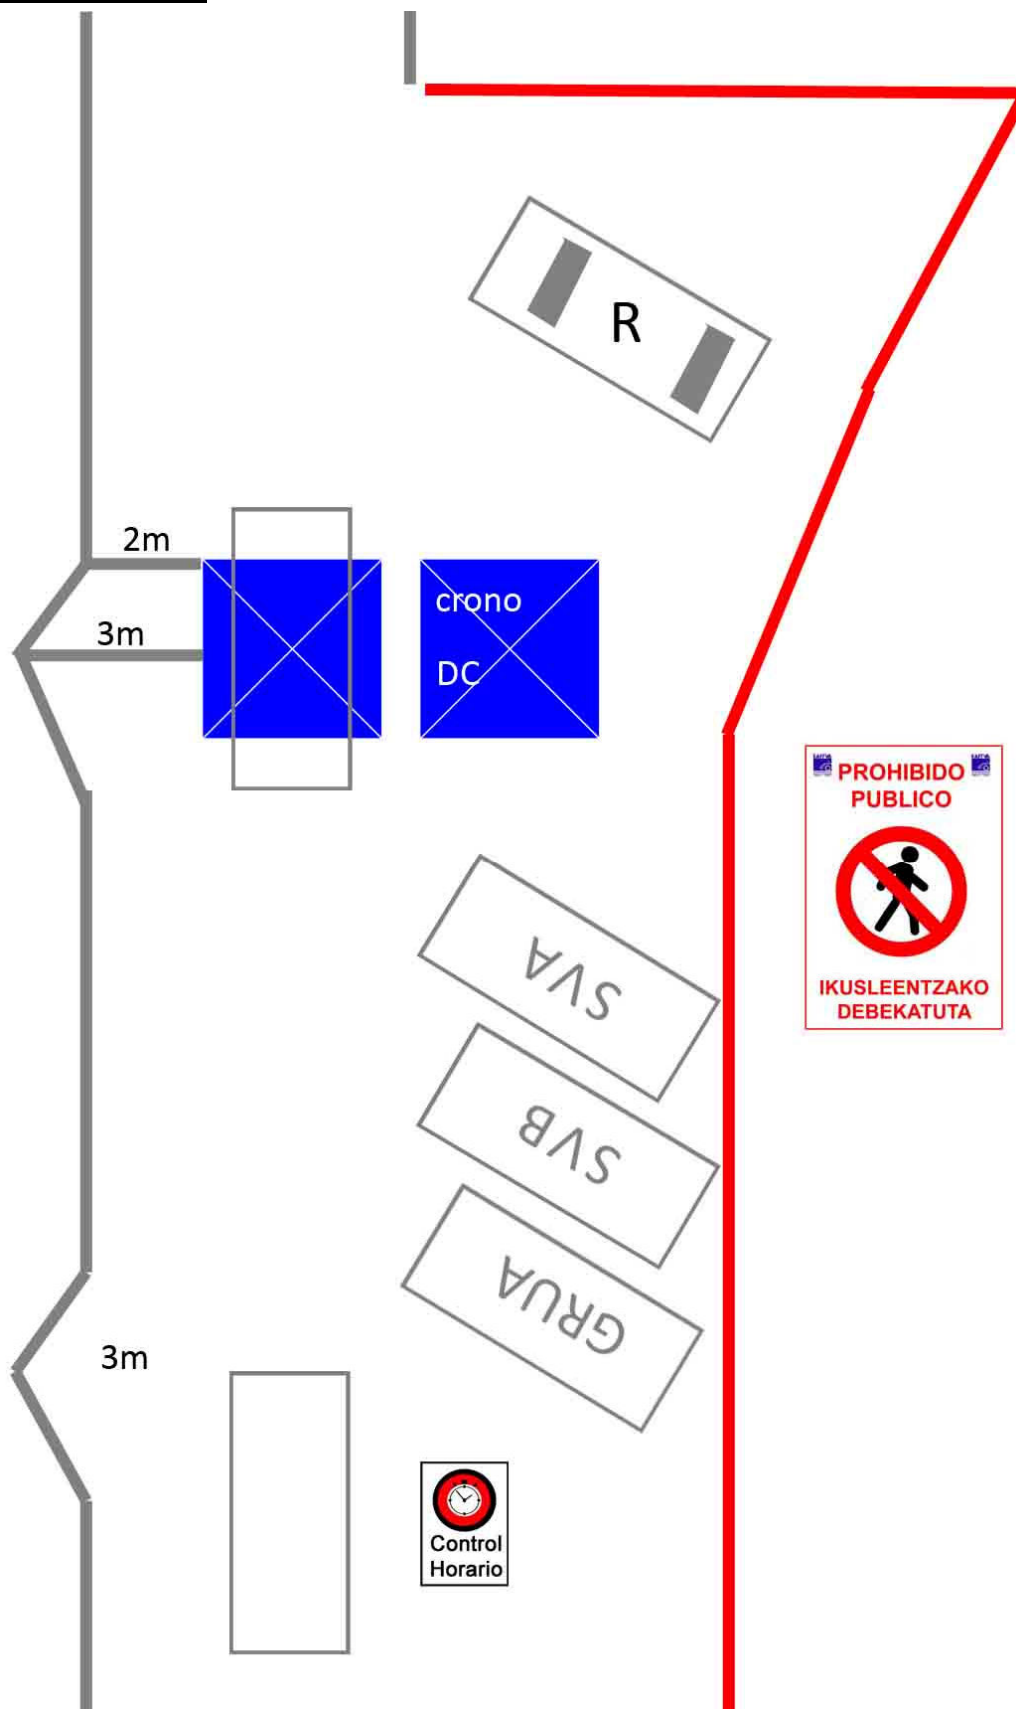 R
2m
crono
3m
DC
PROHIBIDO
PUBLICO
IKUSLEENTZAKO
DEBEKATUTA
SVA
SVB
GRUA
3m
Control
Horario